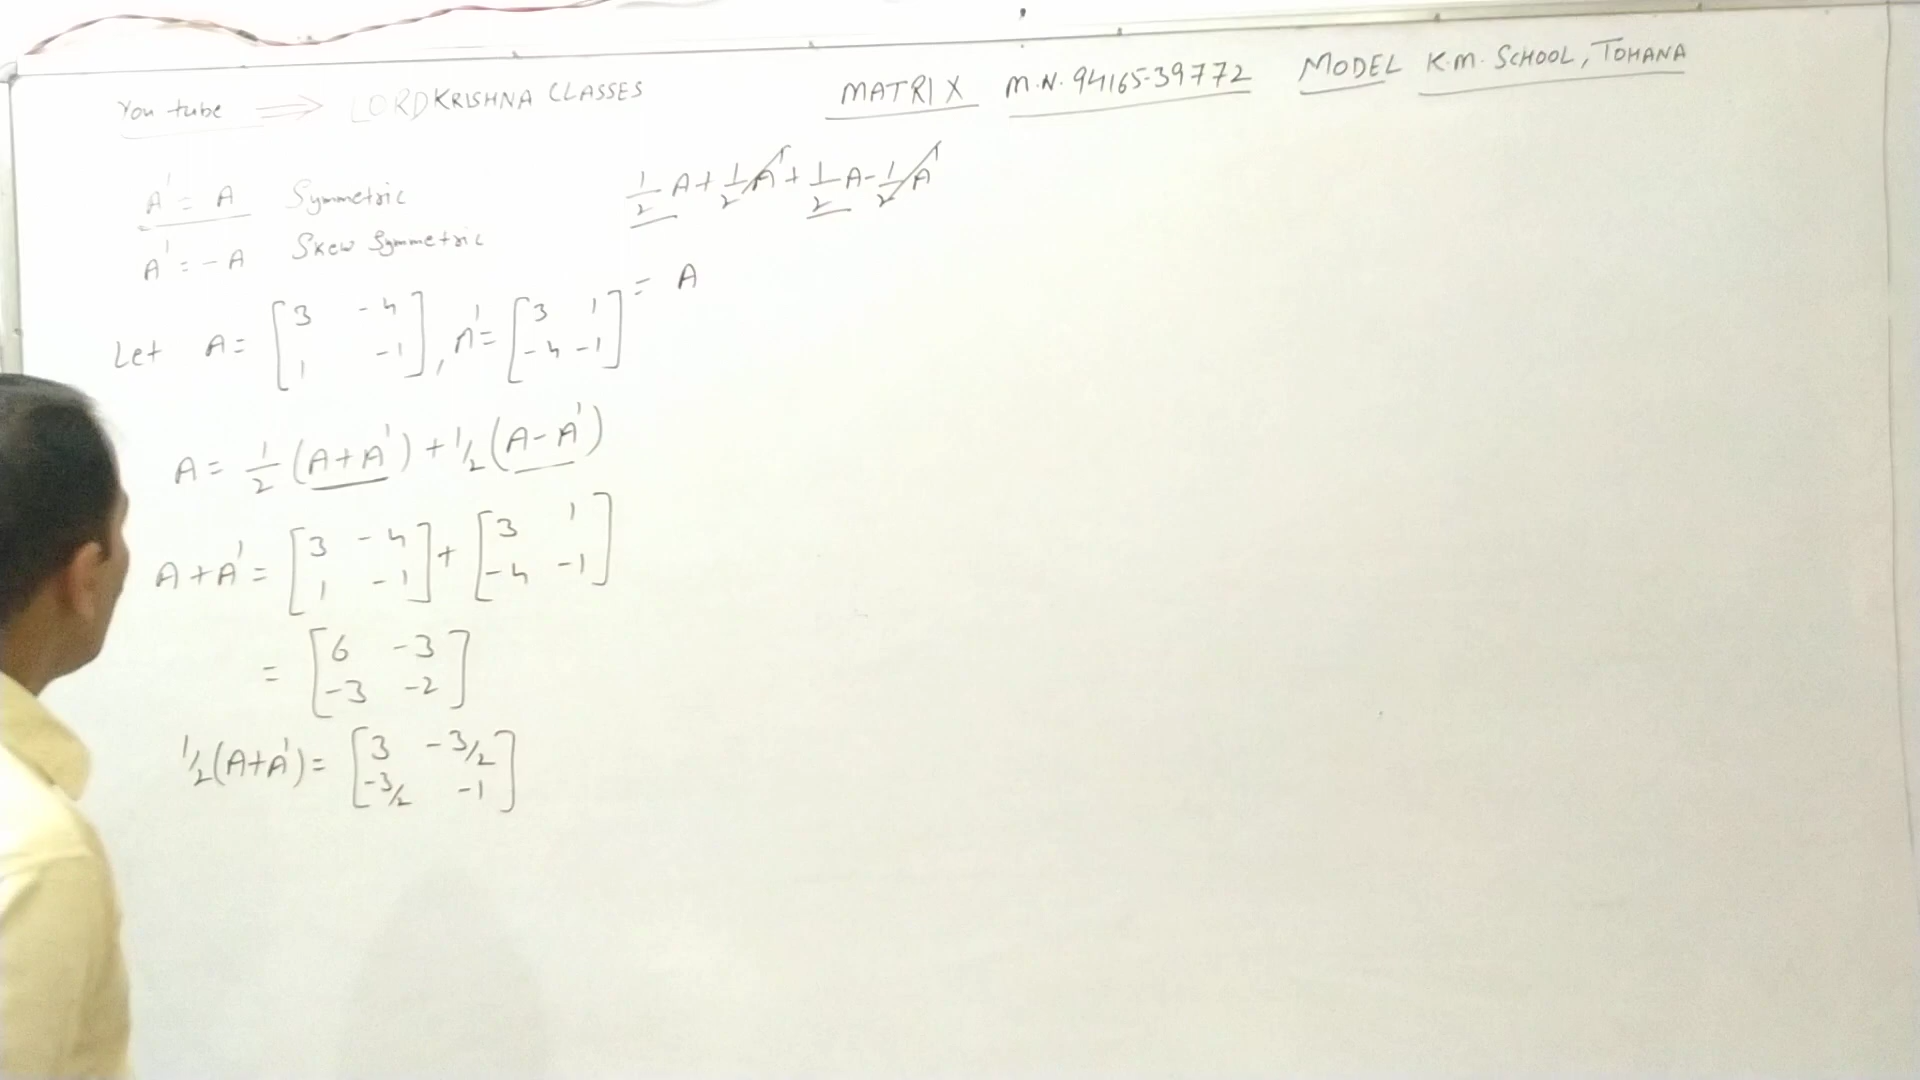 You tube ⇒ LORD KRISHNA CLASSES MATRIX M.N. 94165-39772 MODEL K.M. SCHOOL, TOHANA
A' = A Symmetric
1/2 A + 1/2 A' + 1/2 A - 1/2 A'
A' = -A Skew Symmetric
= A
Let A = [3 -4; 1 -1], A' = [3 1; -4 -1]
A = 1/2 (A+A') + 1/2 (A-A')
A+A' = [3 -4; 1 -1] + [3 1; -4 -1]
= [6 -3; -3 -2]
1/2 (A+A') = [3 -3/2; -3/2 -1]